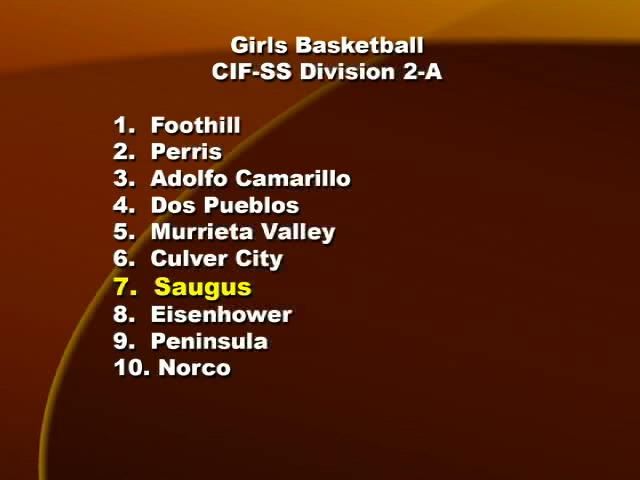 Girls Basketball
CIF-SS Division 2-A
1. Foothill
2. Perris
3. Adolfo Camarillo
4. Dos Pueblos
5. Murrieta Valley
6. Culver City
7. Saugus
8. Eisenhower
9. Peninsula
10. Norco